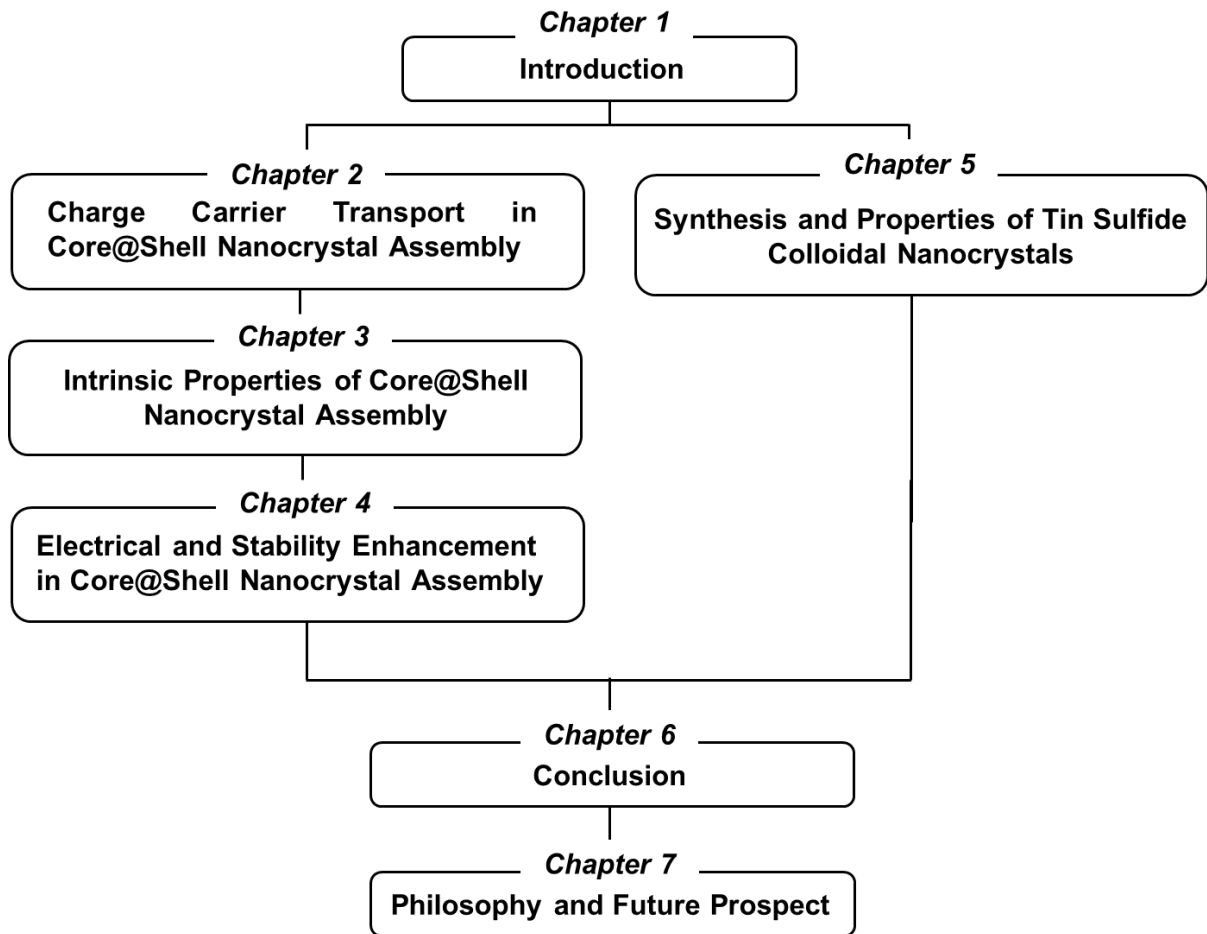 Chapter 1
Introduction
Chapter 2
Charge Carrier Transport in
Core@Shell Nanocrystal Assembly
Chapter 3
Intrinsic Properties of Core@Shell
Nanocrystal Assembly
Chapter 4
Electrical and Stability Enhancement
in Core@Shell Nanocrystal Assembly
Chapter 5
Synthesis and Properties of Tin Sulfide
Colloidal Nanocrystals
Chapter 6
Conclusion
Chapter 7
Philosophy and Future Prospect